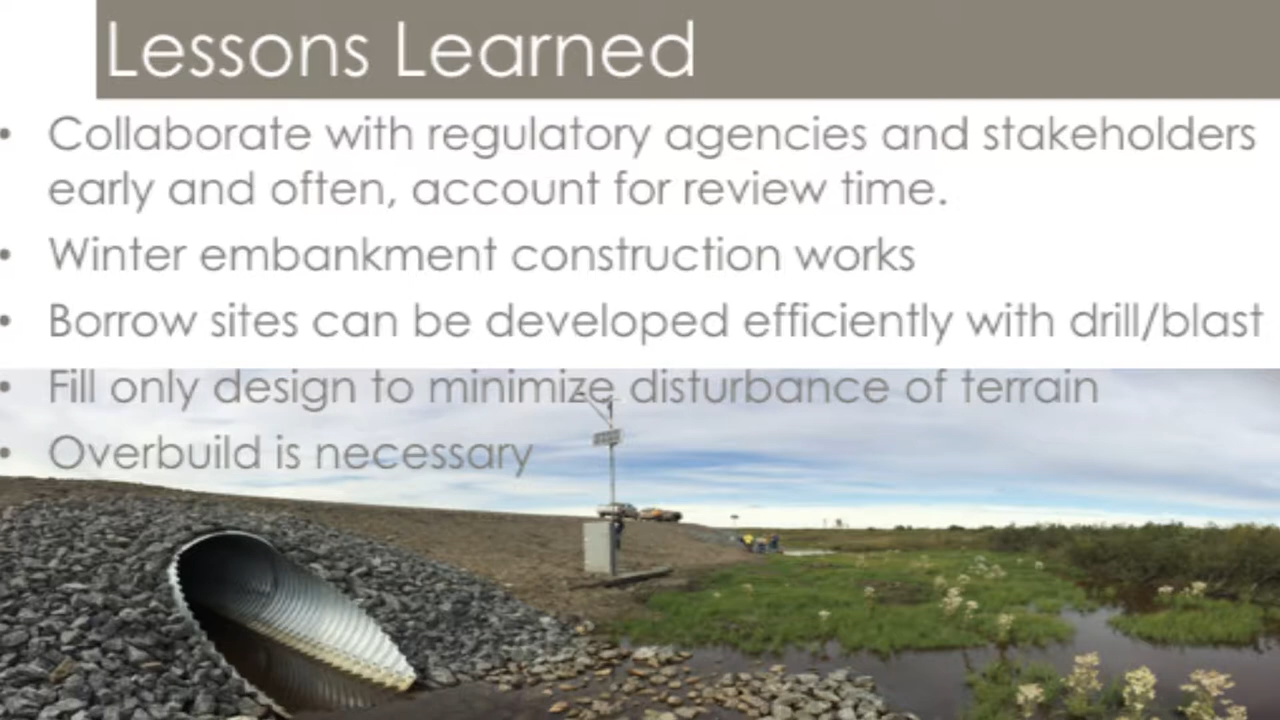 Lessons Learned
• Collaborate with regulatory agencies and stakeholders
early and often, account for review time.
• Winter embankment construction works
• Borrow sites can be developed efficiently with drill/blast
• Fill only design to minimize disturbance of terrain
• Overbuild is necessary